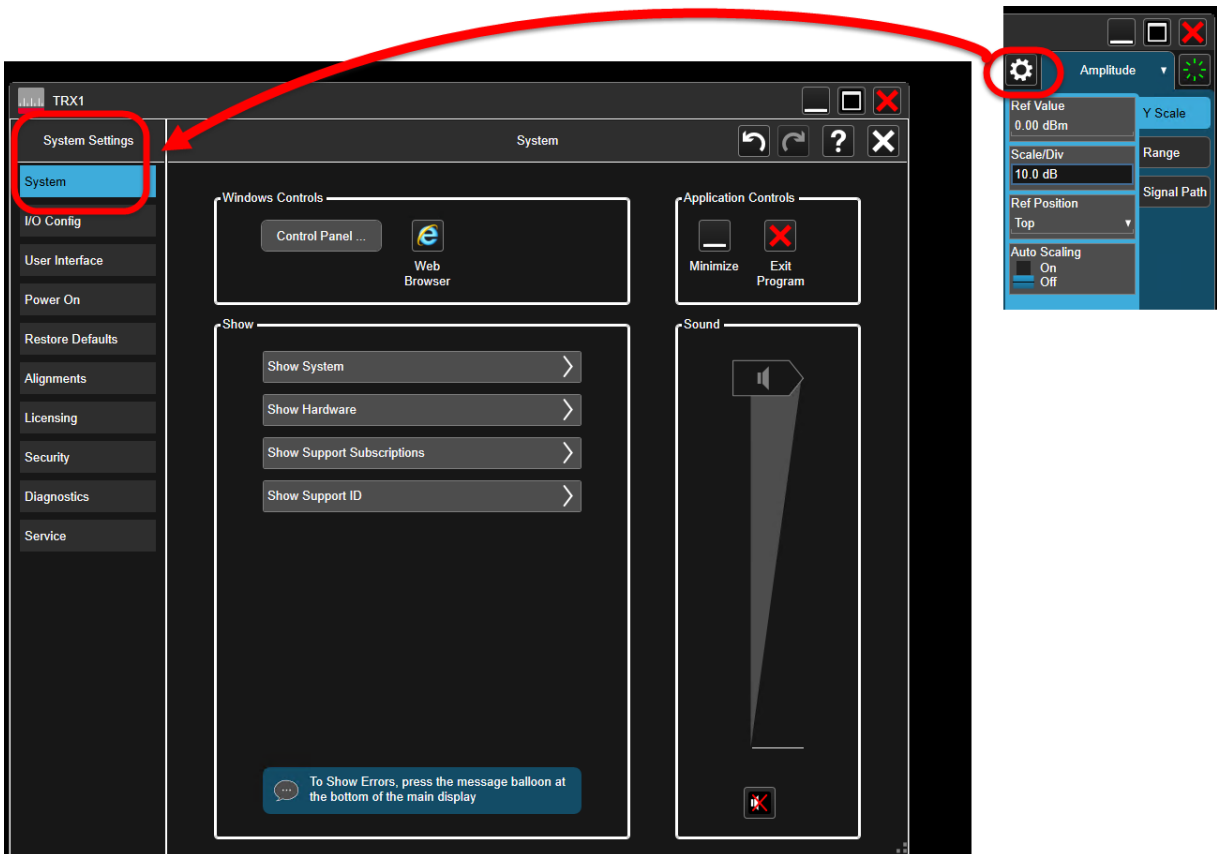 TRX1
System Settings
System
?
System
I/O Config
User Interface
Power On
Restore Defaults
Alignments
Licensing
Security
Diagnostics
Service
Windows Controls
Control Panel ...
Web
Browser
Application Controls
Minimize
Exit
Program
Show
Show System
Show Hardware
Show Support Subscriptions
Show Support ID
To Show Errors, press the message balloon at
the bottom of the main display
Sound
Amplitude
Ref Value
0.00 dBm
Scale/Div
10.0 dB
Ref Position
Top
Auto Scaling
On
Off
Y Scale
Range
Signal Path